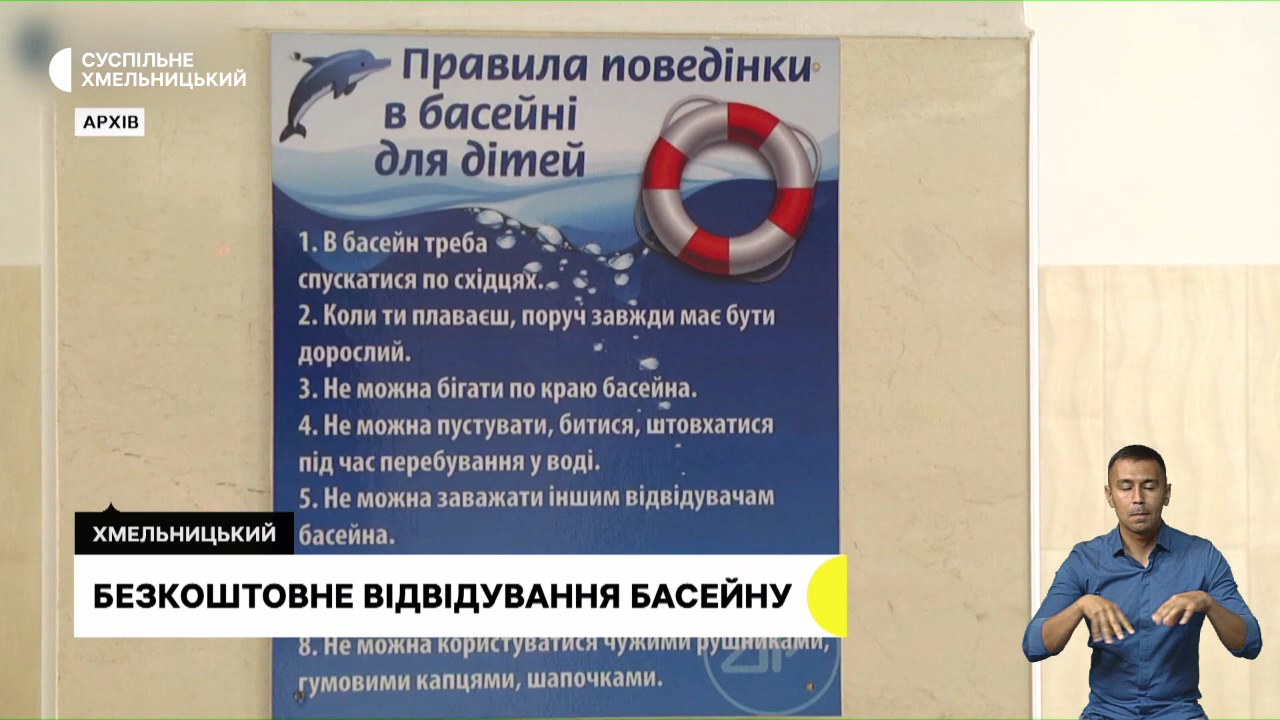 СУСПІЛЬНЕ
ХМЕЛЬНИЦЬКИЙ
АРХІВ
Правила поведінки
в басейні
для дітей
1. В басейн треба
спускатися по східцях.
2. Коли ти плаваєш, поруч завжди має бути
дорослий.
3. Не можна бігати по краю басейна.
4. Не можна пустувати, битися, штовхатися
під час перебування у воді.
5. Не можна заважати іншим відвідувачам
басейна.
ХМЕЛЬНИЦЬКИЙ
БЕЗКОШТОВНЕ ВІДВІДУВАННЯ БАСЕЙНУ
8. Не можна користуватися чужими рушниками,
гумовими капцями, шапочками.